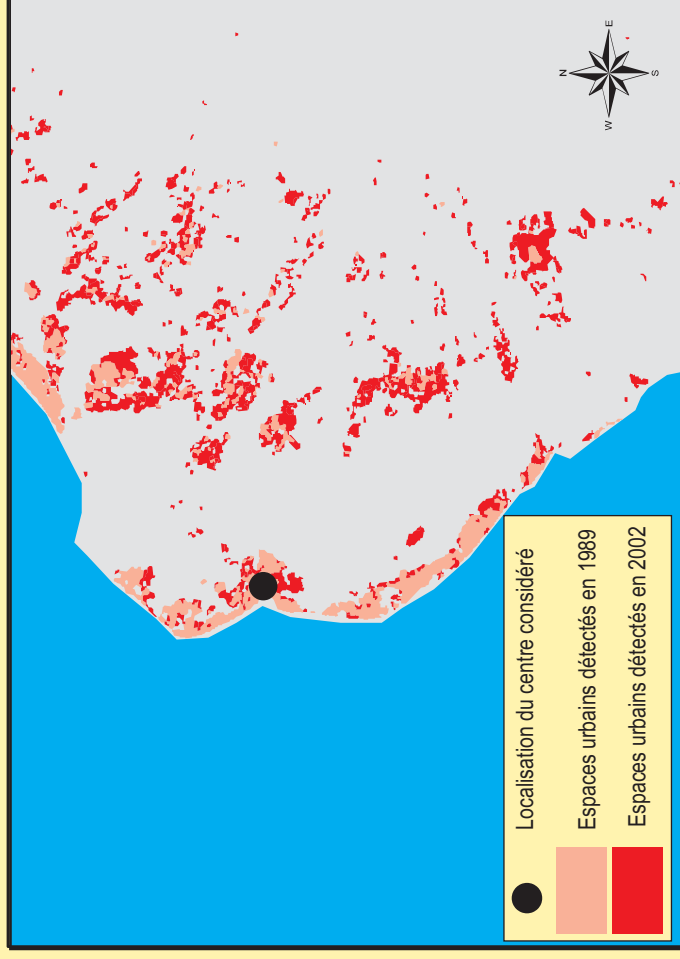 N
W
E
S
Localisation du centre considéré
Espaces urbains détectés en 1989
Espaces urbains détectés en 2002